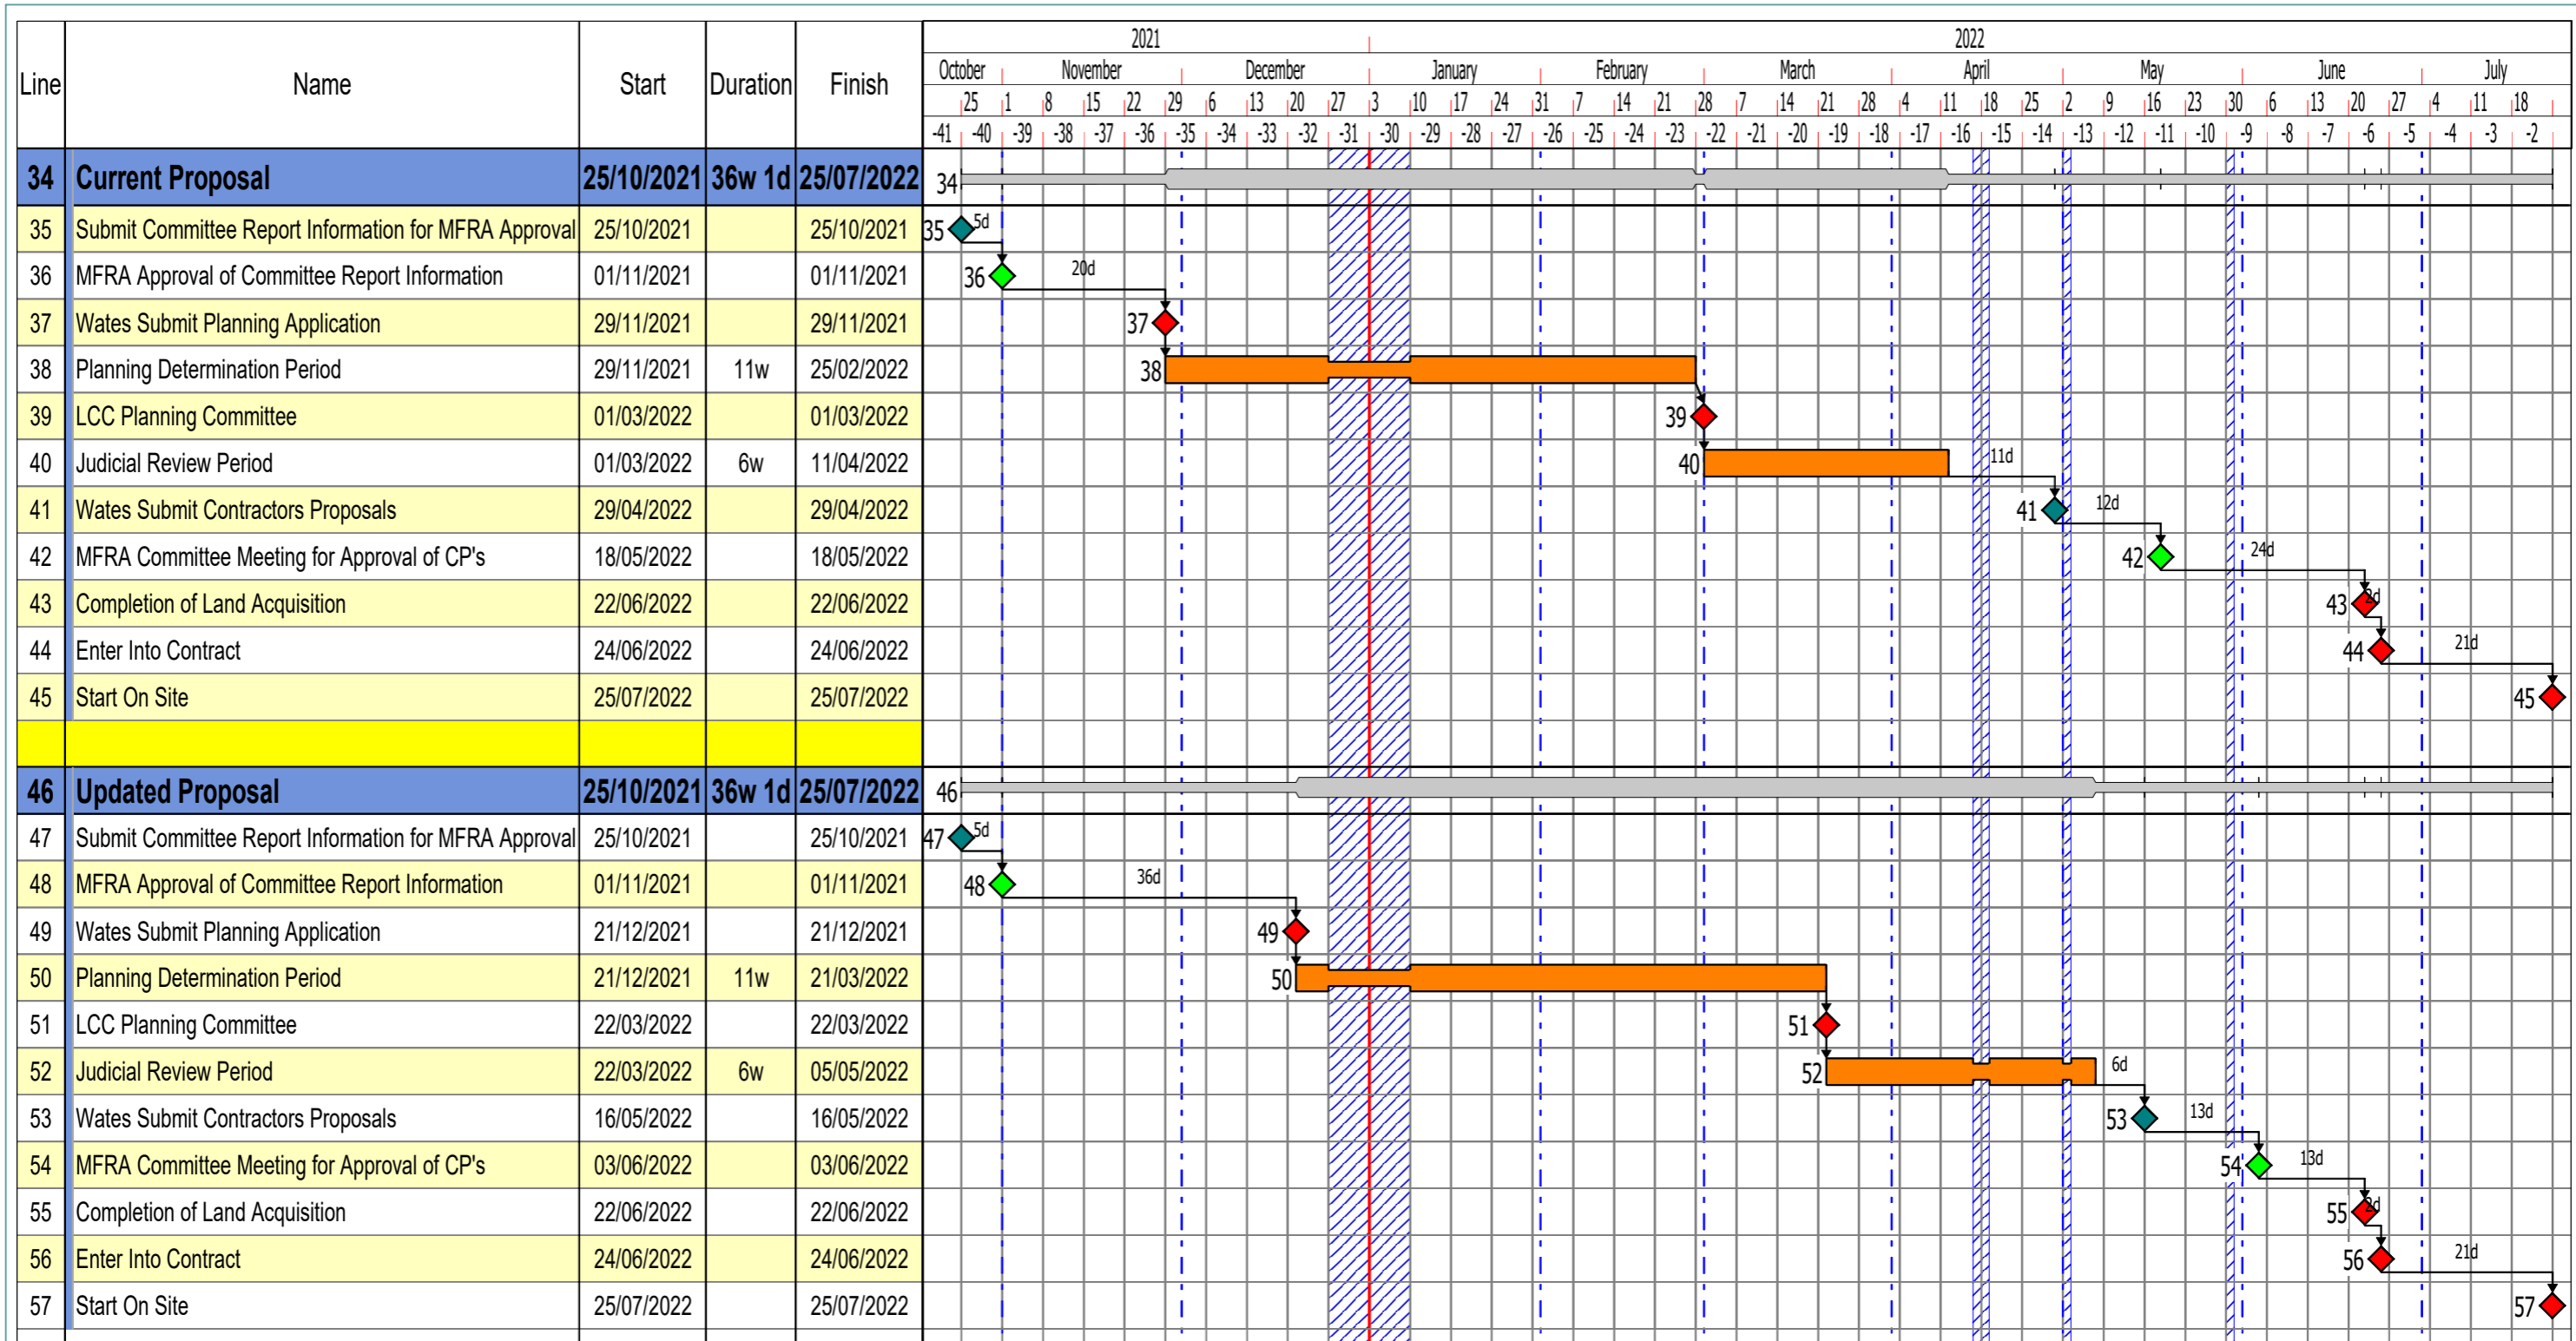 2021 2022
Line Name Start Duration Finish October November December January February March April May June July
25 1 8 15 22 29 6 13 20 27 3 10 17 24 31 7 14 21 28 7 14 21 28 4 11 18 25 2 9 16 23 30 6 13 20 27 4 11 18
-41 -40 -39 -38 -37 -36 -35 -34 -33 -32 -31 -30 -29 -28 -27 -26 -25 -24 -23 -22 -21 -20 -19 -18 -17 -16 -15 -14 -13 -12 -11 -10 -9 -8 -7 -6 -5 -4 -3 -2
34 Current Proposal 25/10/2021 36w 1d 25/07/2022 34
35 Submit Committee Report Information for MFRA Approval 25/10/2021 25/10/2021 35 5d
36 MFRA Approval of Committee Report Information 01/11/2021 01/11/2021 36 20d
37 Wates Submit Planning Application 29/11/2021 29/11/2021 37
38 Planning Determination Period 29/11/2021 11w 25/02/2022 38
39 LCC Planning Committee 01/03/2022 01/03/2022 39
40 Judicial Review Period 01/03/2022 6w 11/04/2022 40 11d
41 Wates Submit Contractors Proposals 29/04/2022 29/04/2022 41 12d
42 MFRA Committee Meeting for Approval of CP's 18/05/2022 18/05/2022 42 24d
43 Completion of Land Acquisition 22/06/2022 22/06/2022 43 2d
44 Enter Into Contract 24/06/2022 24/06/2022 44 21d
45 Start On Site 25/07/2022 25/07/2022 45
46 Updated Proposal 25/10/2021 36w 1d 25/07/2022 46
47 Submit Committee Report Information for MFRA Approval 25/10/2021 25/10/2021 47 5d
48 MFRA Approval of Committee Report Information 01/11/2021 01/11/2021 48 36d
49 Wates Submit Planning Application 21/12/2021 21/12/2021 49
50 Planning Determination Period 21/12/2021 11w 21/03/2022 50
51 LCC Planning Committee 22/03/2022 22/03/2022 51
52 Judicial Review Period 22/03/2022 6w 05/05/2022 52 6d
53 Wates Submit Contractors Proposals 16/05/2022 16/05/2022 53 13d
54 MFRA Committee Meeting for Approval of CP's 03/06/2022 03/06/2022 54 13d
55 Completion of Land Acquisition 22/06/2022 22/06/2022 55 2d
56 Enter Into Contract 24/06/2022 24/06/2022 56 21d
57 Start On Site 25/07/2022 25/07/2022 57